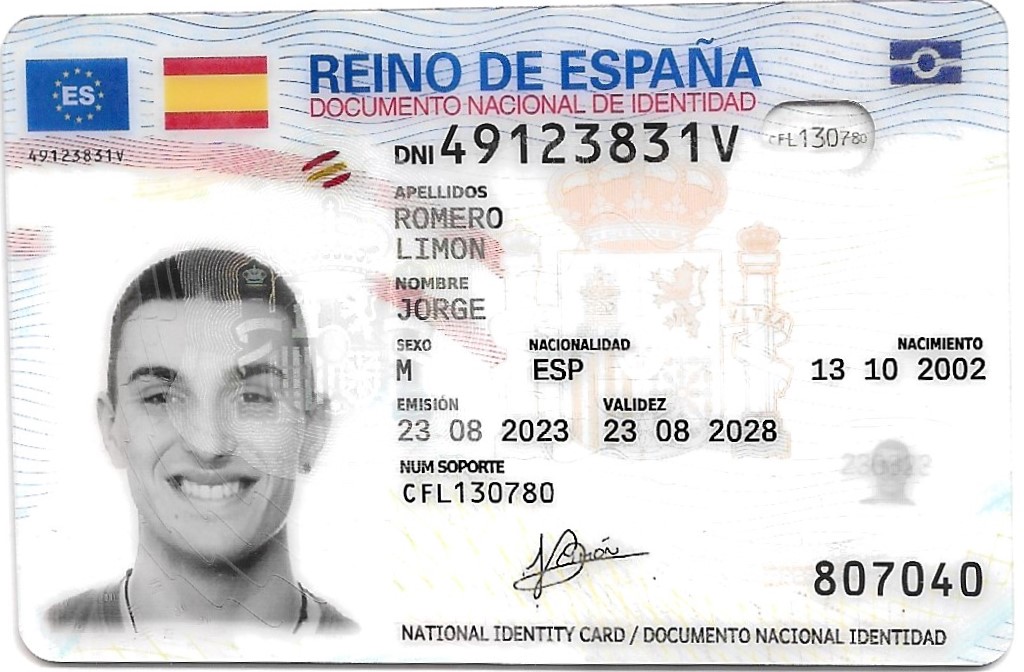 ES
REINO DE ESPAÑA
DOCUMENTO NACIONAL DE IDENTIDAD
49123831V
DNI 49123831V
CFL130780
APELLIDOS
ROMERO
LIMON
NOMBRE
JORGE
SEXO NACIONALIDAD NACIMIENTO
M ESP 13 10 2002
EMISIÓN VALIDEZ
23 08 2023 23 08 2028
NUM SOPORTE
CFL130780
807040
NATIONAL IDENTITY CARD / DOCUMENTO NACIONAL IDENTIDAD